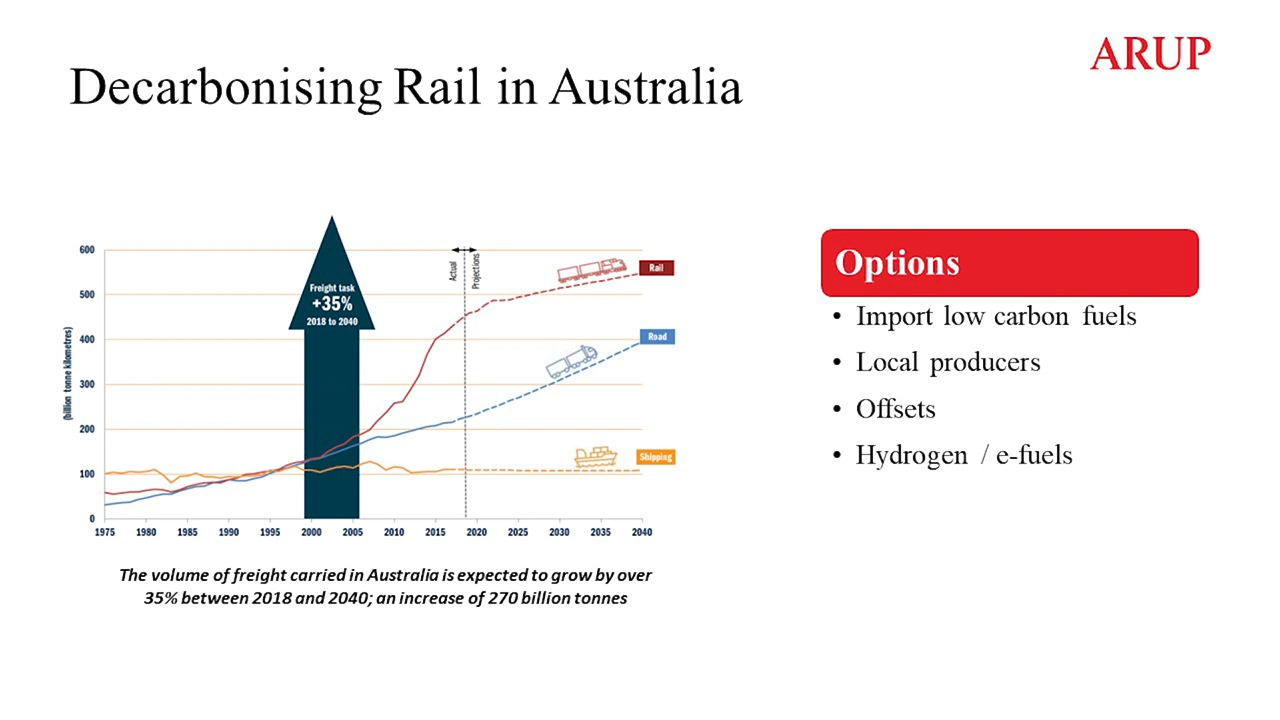 ARUP
Decarbonising Rail in Australia
600
500
400
300
200
100
0
(billion tonne kilometres)
Freight task
+35%
2018 to 2040
Actual
Projections
Rail
Road
Shipping
1975 1980 1985 1990 1995 2000 2005 2010 2015 2020 2025 2030 2035 2040
The volume of freight carried in Australia is expected to grow by over
35% between 2018 and 2040; an increase of 270 billion tonnes
Options
• Import low carbon fuels
• Local producers
• Offsets
• Hydrogen / e-fuels